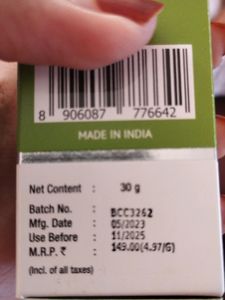 8 906087 776642
MADE IN INDIA
Net Content : 30 g
Batch No. : BCC3262
Mfg. Date : 05/2023
Use Before : 11/2025
M.R.P. ₹ : 149.00(4.97/G)
(Incl. of all taxes)